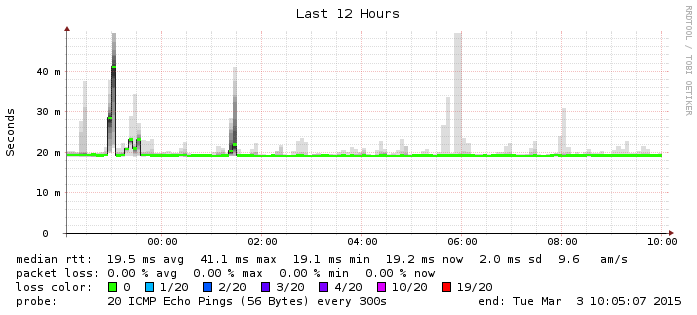 Last 12 Hours
RRDTOOL / TOBI OETIKER
Seconds
40 m
30 m
20 m
10 m
0
00:00 02:00 04:00 06:00 08:00 10:00
median rtt: 19.5 ms avg 41.1 ms max 19.1 ms min 19.2 ms now 2.0 ms sd 9.6 am/s
packet loss: 0.00 % avg 0.00 % max 0.00 % min 0.00 % now
loss color: 0 1/20 2/20 3/20 4/20 10/20 19/20
probe: 20 ICMP Echo Pings (56 Bytes) every 300s end: Tue Mar 3 10:05:07 2015